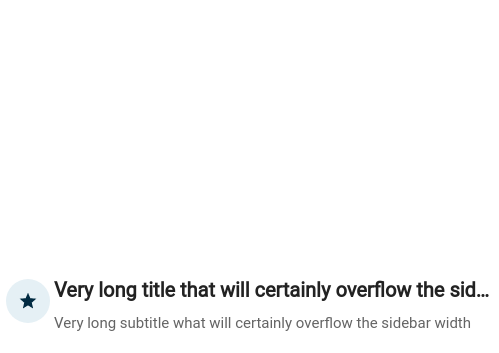 Very long title that will certainly overflow the sid…
Very long subtitle what will certainly overflow the sidebar width